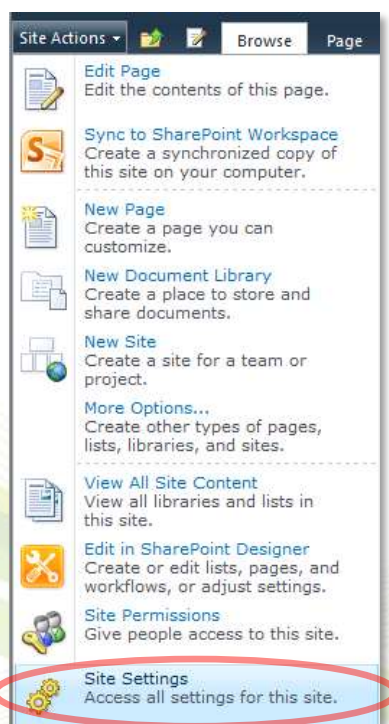 Site Actions Browse Page
Edit Page
Edit the contents of this page.
Sync to SharePoint Workspace
Create a synchronized copy of
this site on your computer.
New Page
Create a page you can
customize.
New Document Library
Create a place to store and
share documents.
New Site
Create a site for a team or
project.
More Options...
Create other types of pages,
lists, libraries, and sites.
View All Site Content
View all libraries and lists in
this site.
Edit in SharePoint Designer
Create or edit lists, pages, and
workflows, or adjust settings.
Site Permissions
Give people access to this site.
Site Settings
Access all settings for this site.